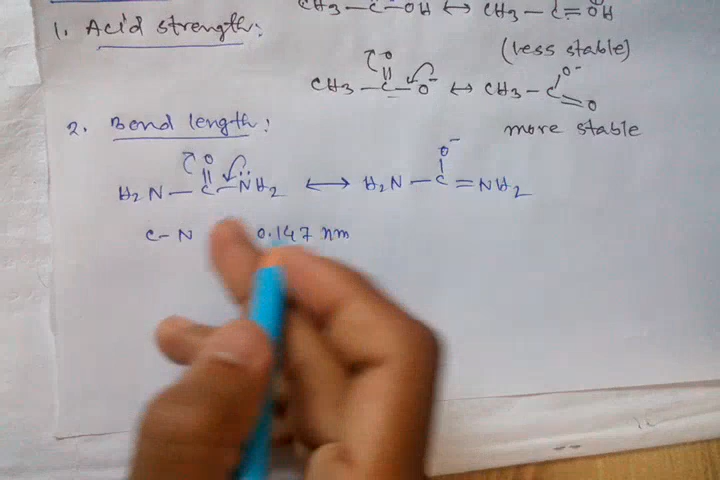 CH₃ – C – OH ↔ CH₃ – C = OH
1. Acid strength:
(less stable)
O
CH₃ – C – O⁻ ↔ CH₃ – C = O
O⁻
more stable
2. Bond length:
O
H₂N – C – N̈H₂ ↔ H₂N – C = NH₂
O⁻
C – N 0.147 nm